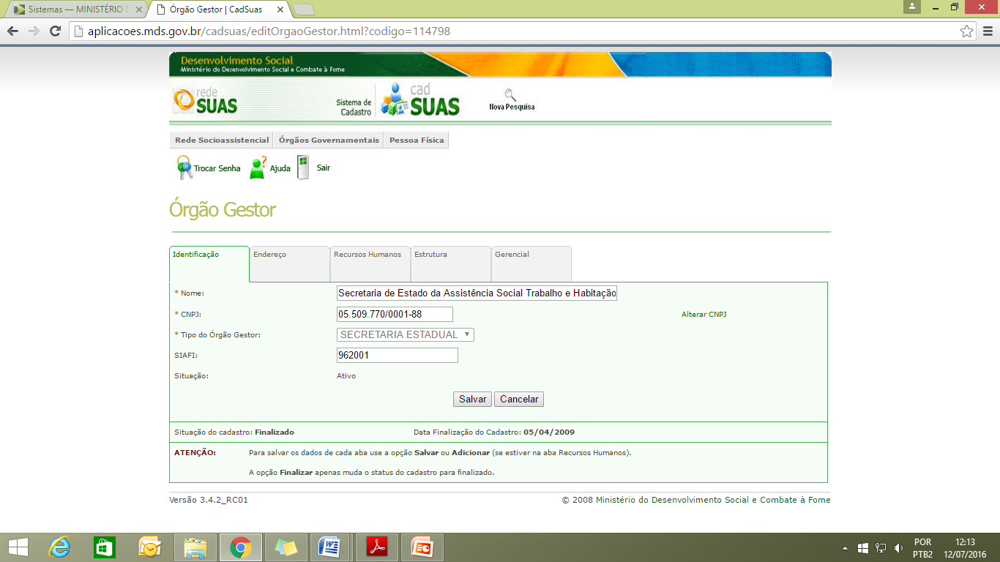 Sistemas — MINISTÉRIO D
Órgão Gestor | CadSuas
aplicacoes.mds.gov.br/cadsuas/editOrgaoGestor.html?codigo=114798
Desenvolvimento Social
Ministério do Desenvolvimento Social e Combate à Fome
rede
SUAS
Sistema de
Cadastro
cad
SUAS
Nova Pesquisa
Rede Socioassistencial
Órgãos Governamentais
Pessoa Física
Trocar Senha
Ajuda
Sair
Órgão Gestor
Identificação
Endereço
Recursos Humanos
Estrutura
Gerencial
* Nome: Secretaria de Estado da Assistência Social Trabalho e Habitação
* CNPJ: 05.509.770/0001-88 Alterar CNPJ
* Tipo do Órgão Gestor: SECRETARIA ESTADUAL
SIAFI: 962001
Situação: Ativo
Salvar Cancelar
Situação do cadastro: Finalizado Data Finalização do Cadastro: 05/04/2009
ATENÇÃO: Para salvar os dados de cada aba use a opção Salvar ou Adicionar (se estiver na aba Recursos Humanos).
A opção Finalizar apenas muda o status do cadastro para finalizado.
Versão 3.4.2_RC01 © 2008 Ministério do Desenvolvimento Social e Combate à Fome
POR 12:13
PTB2 12/07/2016